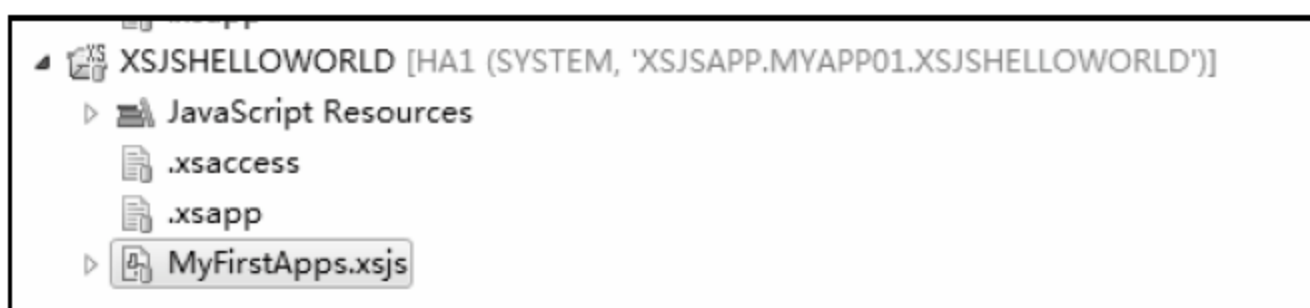 XSJSHELLOWORLD [HA1 (SYSTEM, 'XSJSAPP.MYAPP01.XSJSHELLOWORLD')]
JavaScript Resources
.xsaccess
.xsapp
MyFirstApps.xsjs